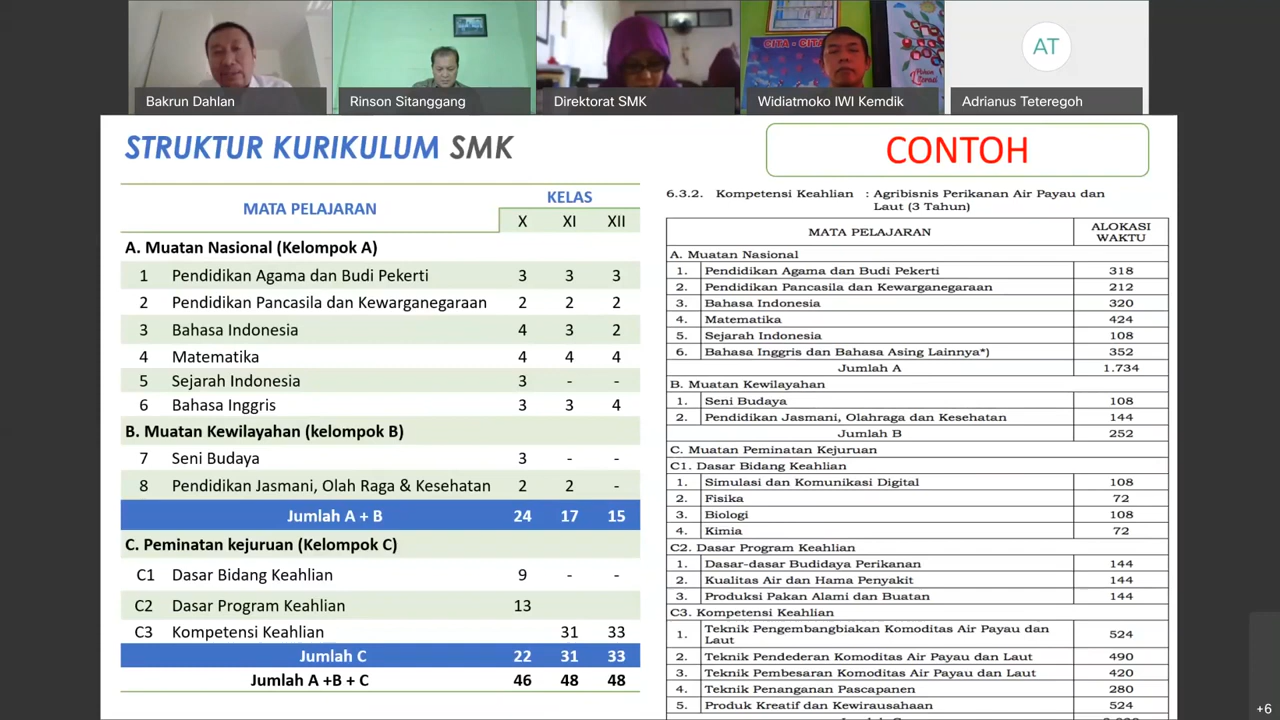 CITA - CITA
AT
Bakrun Dahlan
Rinson Sitanggang
Direktorat SMK
Widiatmoko IWI Kemdik
Adrianus Teteregoh
STRUKTUR KURIKULUM SMK
MATA PELAJARAN KELAS
X XI XII
A. Muatan Nasional (Kelompok A)
1 Pendidikan Agama dan Budi Pekerti 3 3 3
2 Pendidikan Pancasila dan Kewarganegaraan 2 2 2
3 Bahasa Indonesia 4 3 2
4 Matematika 4 4 4
5 Sejarah Indonesia 3 - -
6 Bahasa Inggris 3 3 4
B. Muatan Kewilayahan (kelompok B)
7 Seni Budaya 3 - -
8 Pendidikan Jasmani, Olah Raga & Kesehatan 2 2 -
Jumlah A + B 24 17 15
C. Peminatan kejuruan (Kelompok C)
C1 Dasar Bidang Keahlian 9 - -
C2 Dasar Program Keahlian 13
C3 Kompetensi Keahlian 31 33
Jumlah C 22 31 33
Jumlah A +B + C 46 48 48
CONTOH
6.3.2. Kompetensi Keahlian : Agribisnis Perikanan Air Payau dan
Laut (3 Tahun)
MATA PELAJARAN ALOKASI
WAKTU
A. Muatan Nasional
1. Pendidikan Agama dan Budi Pekerti 318
2. Pendidikan Pancasila dan Kewarganegaraan 212
3. Bahasa Indonesia 320
4. Matematika 424
5. Sejarah Indonesia 108
6. Bahasa Inggris dan Bahasa Asing Lainnya*) 352
Jumlah A 1.734
B. Muatan Kewilayahan
1. Seni Budaya 108
2. Pendidikan Jasmani, Olahraga dan Kesehatan 144
Jumlah B 252
C. Muatan Peminatan Kejuruan
C1. Dasar Bidang Keahlian
1. Simulasi dan Komunikasi Digital 108
2. Fisika 72
3. Biologi 108
4. Kimia 72
C2. Dasar Program Keahlian
1. Dasar-dasar Budidaya Perikanan 144
2. Kualitas Air dan Hama Penyakit 144
3. Produksi Pakan Alami dan Buatan 144
C3. Kompetensi Keahlian
1. Teknik Pengembangbiakan Komoditas Air Payau dan
Laut 524
2. Teknik Pendederan Komoditas Air Payau dan Laut 490
3. Teknik Pembesaran Komoditas Air Payau dan Laut 420
4. Teknik Penanganan Pascapanen 280
5. Produk Kreatif dan Kewirausahaan 524
+6